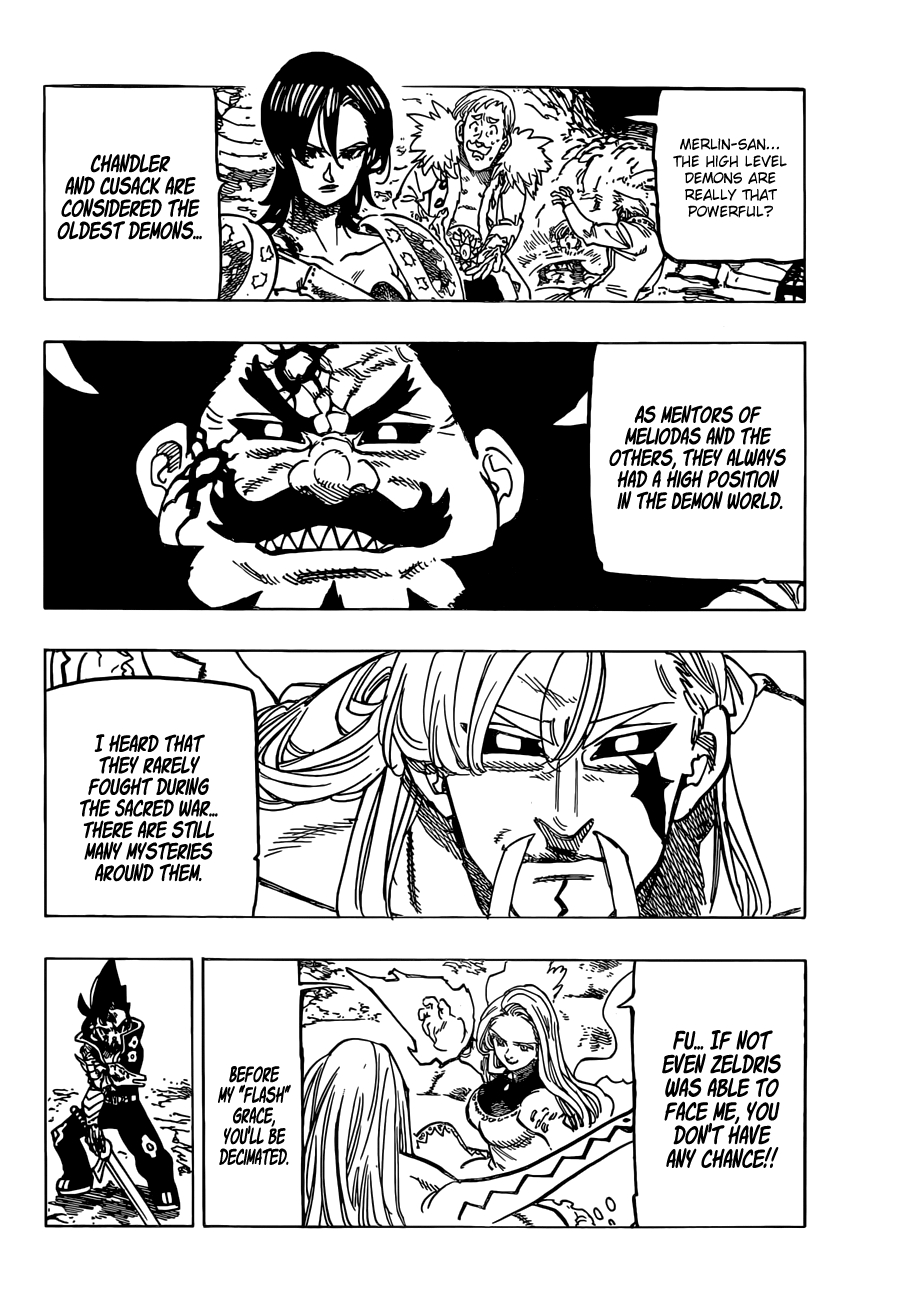 MERLIN-SAN...
THE HIGH LEVEL
DEMONS ARE
REALLY THAT
POWERFUL?
CHANDLER
AND CUSACK ARE
CONSIDERED THE
OLDEST DEMONS...
AS MENTORS OF
MELIODAS AND THE
OTHERS, THEY ALWAYS
HAD A HIGH POSITION
IN THE DEMON WORLD.
I HEARD THAT
THEY RARELY
FOUGHT DURING
THE SACRED WAR...
THERE ARE STILL
MANY MYSTERIES
AROUND THEM.
FU... IF NOT
EVEN ZELDRIS
WAS ABLE TO
FACE ME, YOU
DON'T HAVE
ANY CHANCE!!
BEFORE
MY "FLASH"
GRACE,
YOU'LL BE
DECIMATED.